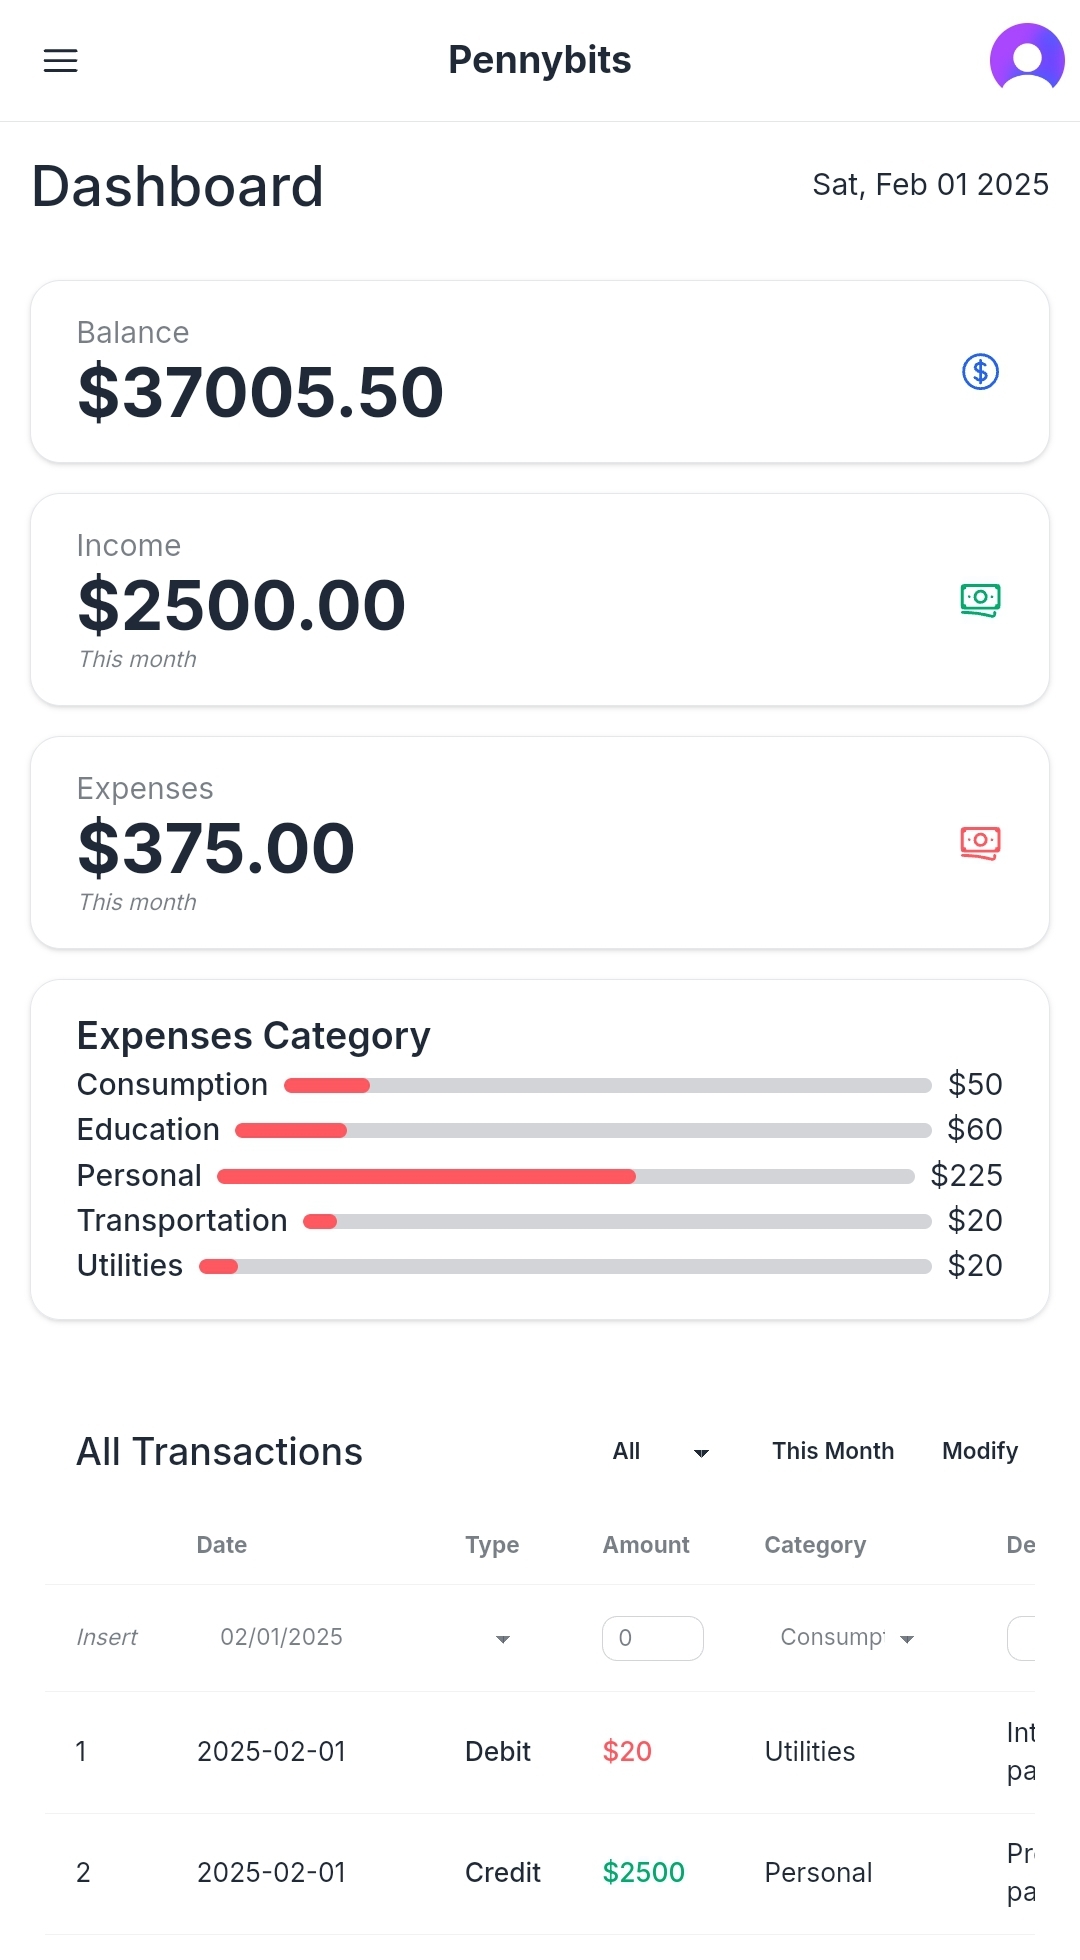 Pennybits
Dashboard
Sat, Feb 01 2025
Balance
$37005.50
Income
$2500.00
This month
Expenses
$375.00
This month
Expenses Category
Consumption $50
Education $60
Personal $225
Transportation $20
Utilities $20
All Transactions All This Month Modify
Date Type Amount Category De
Insert 02/01/2025 0 Consump
1 2025-02-01 Debit $20 Utilities Int
pa
2 2025-02-01 Credit $2500 Personal Pr
pa